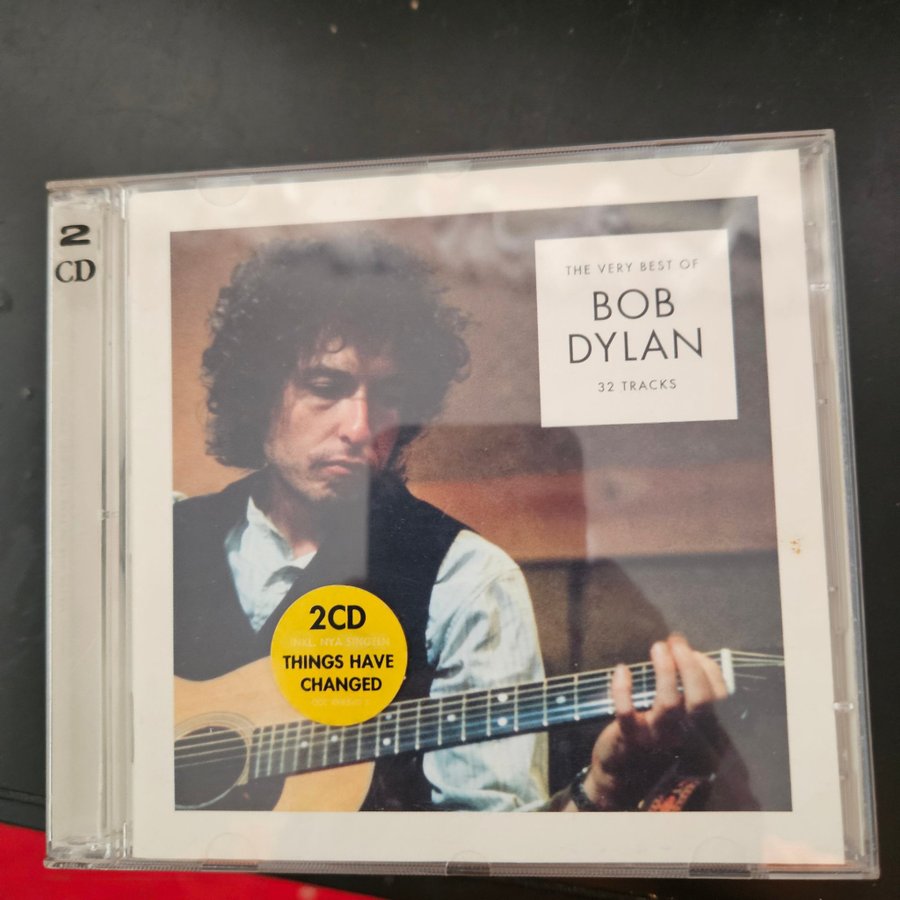 2
CD
THE VERY BEST OF
BOB
DYLAN
32 TRACKS
2CD
INKL. NYA SINGELN
THINGS HAVE
CHANGED